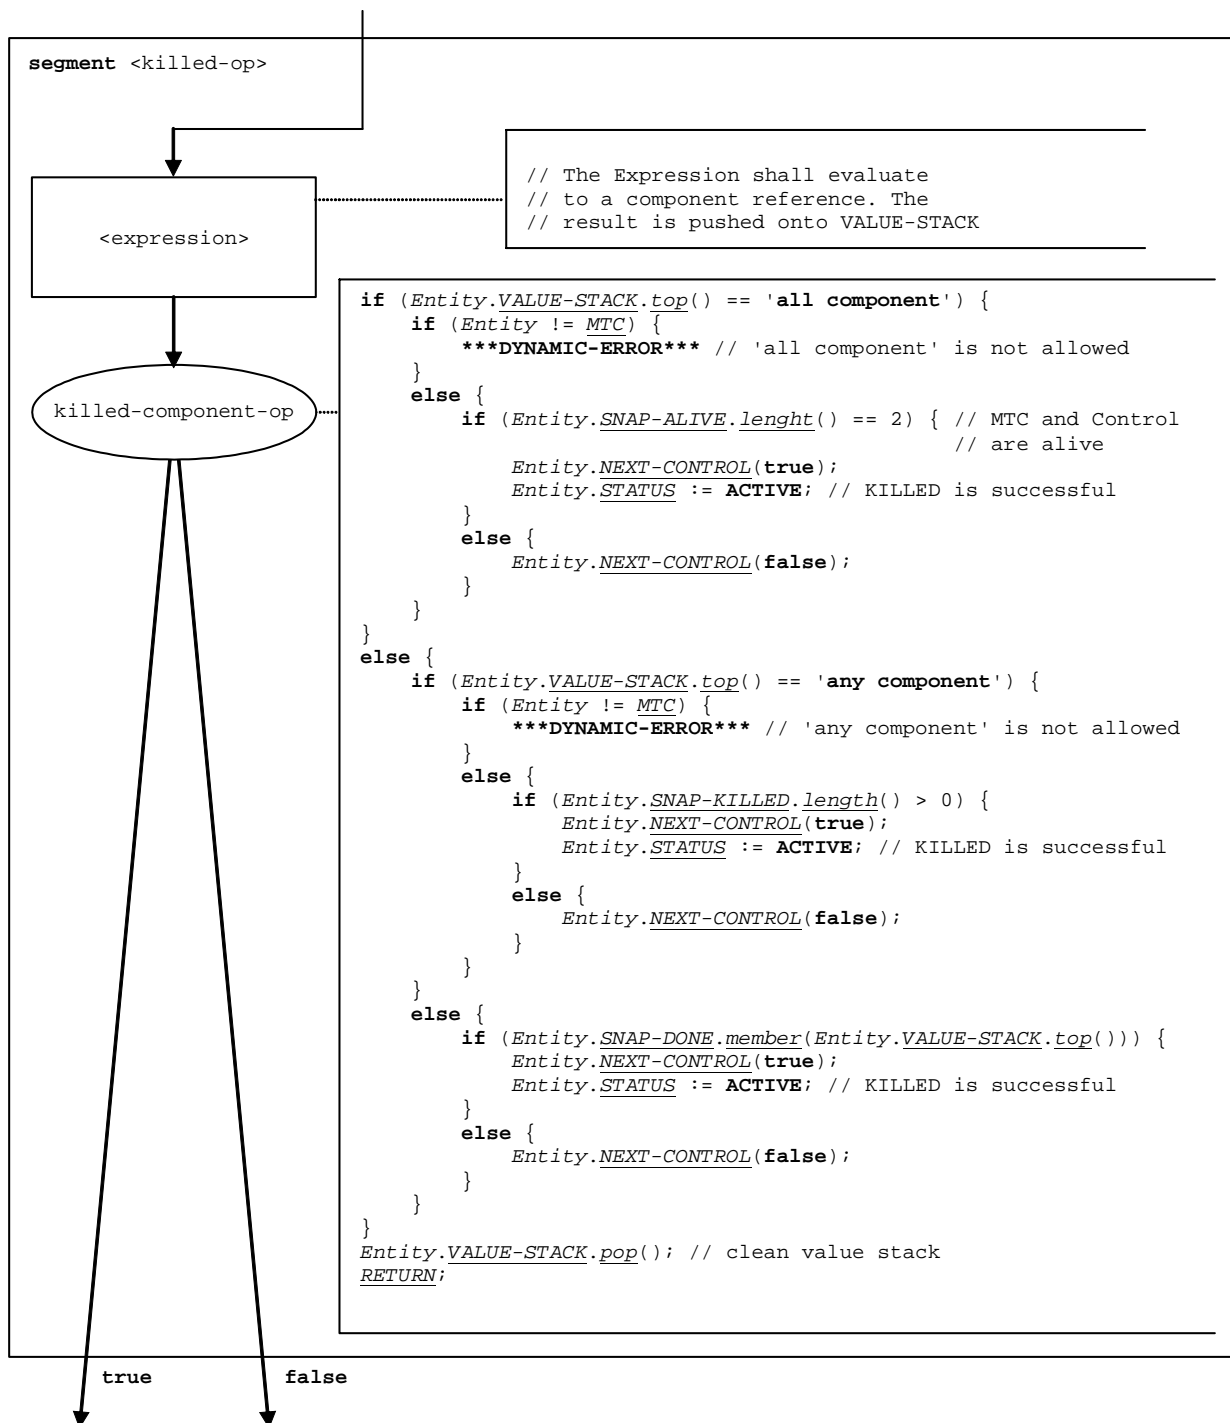 segment <killed-op>
// The Expression shall evaluate
// to a component reference. The
// result is pushed onto VALUE-STACK
<expression>
killed-component-op
if (Entity.VALUE-STACK.top() == 'all component') {
if (Entity != MTC) {
***DYNAMIC-ERROR*** // 'all component' is not allowed
}
else {
if (Entity.SNAP-ALIVE.lenght() == 2) { // MTC and Control
// are alive
Entity.NEXT-CONTROL(true);
Entity.STATUS := ACTIVE; // KILLED is successful
}
else {
Entity.NEXT-CONTROL(false);
}
}
}
else {
if (Entity.VALUE-STACK.top() == 'any component') {
if (Entity != MTC) {
***DYNAMIC-ERROR*** // 'any component' is not allowed
}
else {
if (Entity.SNAP-KILLED.length() > 0) {
Entity.NEXT-CONTROL(true);
Entity.STATUS := ACTIVE; // KILLED is successful
}
else {
Entity.NEXT-CONTROL(false);
}
}
}
else {
if (Entity.SNAP-DONE.member(Entity.VALUE-STACK.top())) {
Entity.NEXT-CONTROL(true);
Entity.STATUS := ACTIVE; // KILLED is successful
}
else {
Entity.NEXT-CONTROL(false);
}
}
}
Entity.VALUE-STACK.pop(); // clean value stack
RETURN;
true
false